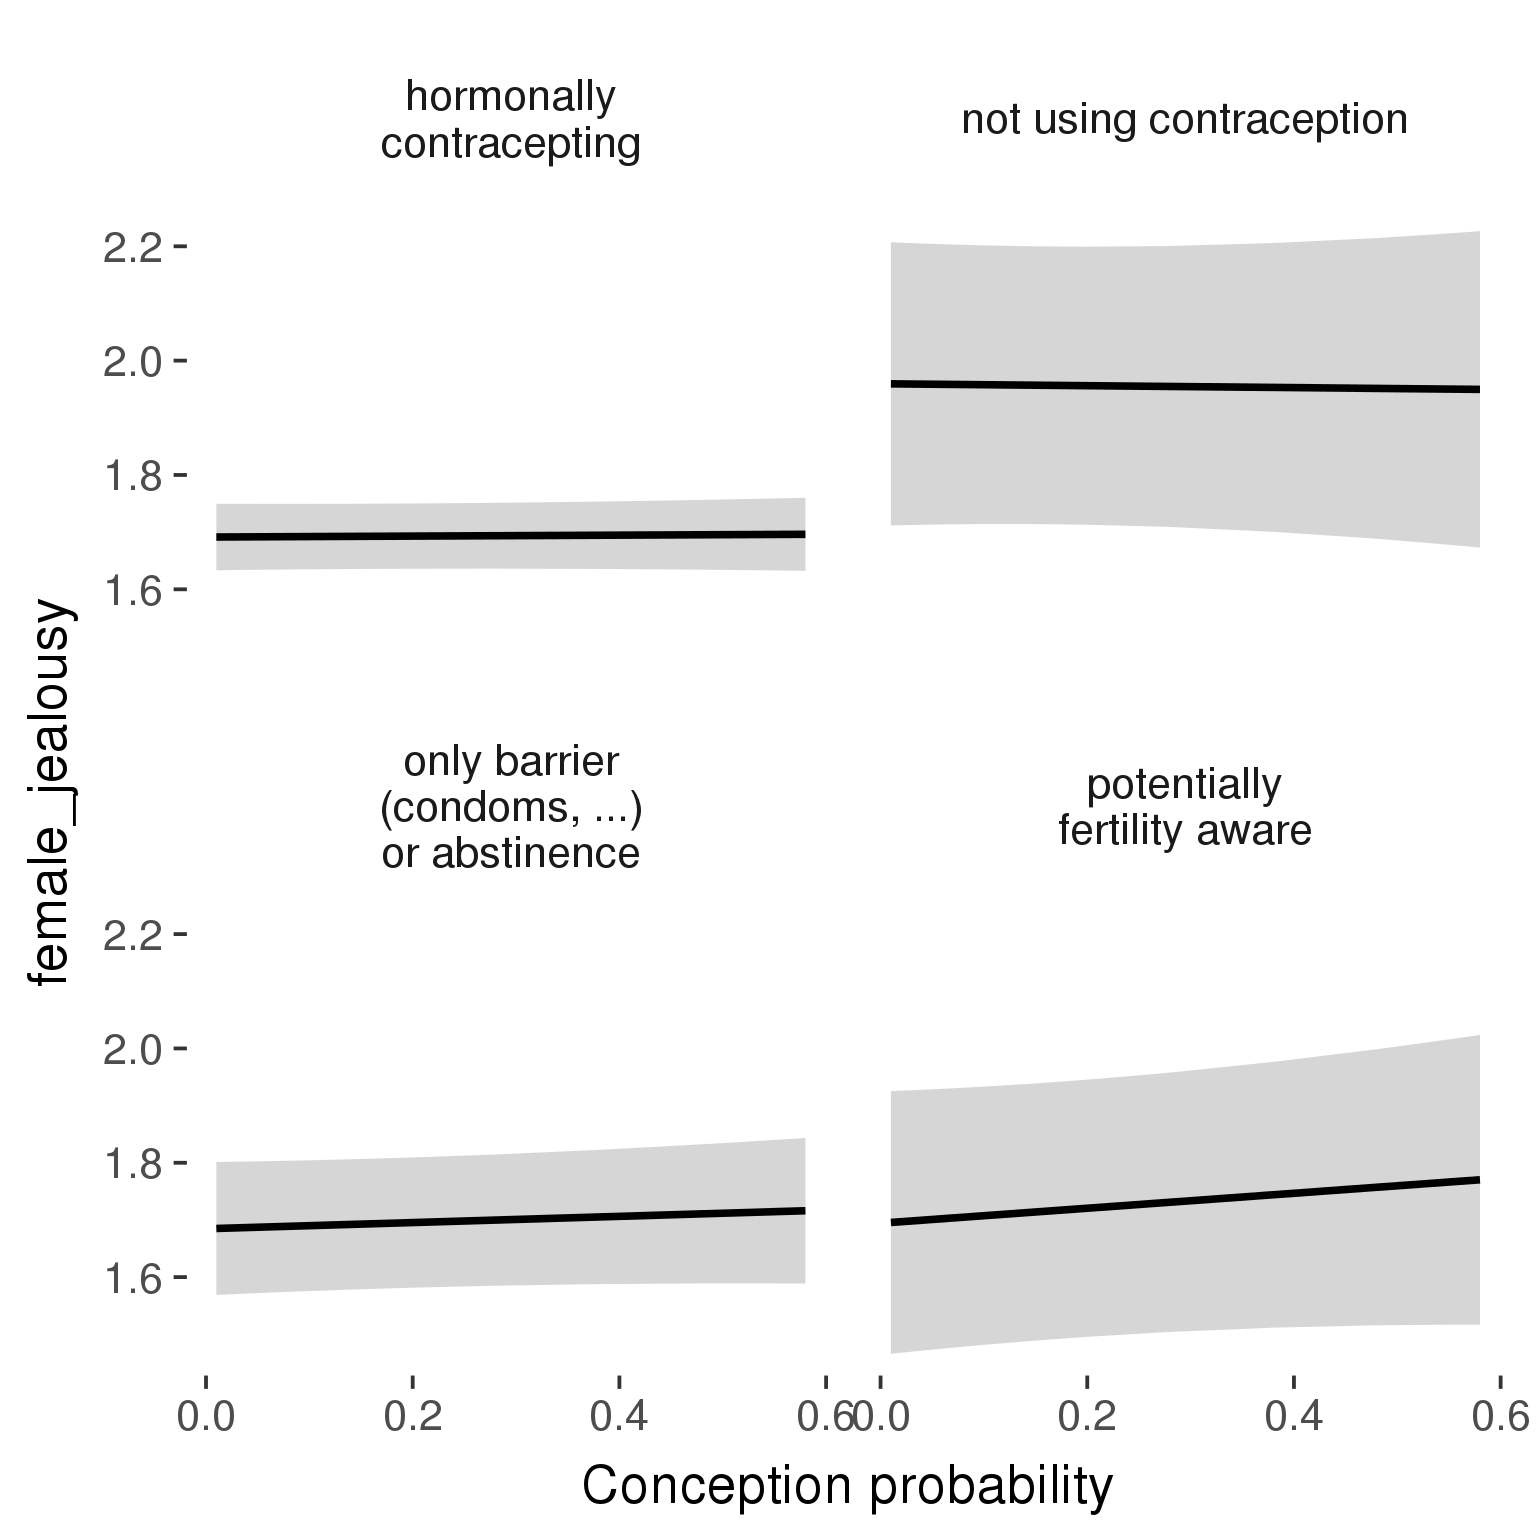 hormonally
contracepting
not using contraception
2.2
2.0
1.8
1.6
female_jealousy
only barrier
(condoms, ...)
or abstinence
potentially
fertility aware
2.2
2.0
1.8
1.6
0.0 0.2 0.4 0.6 0.0 0.2 0.4 0.6
Conception probability